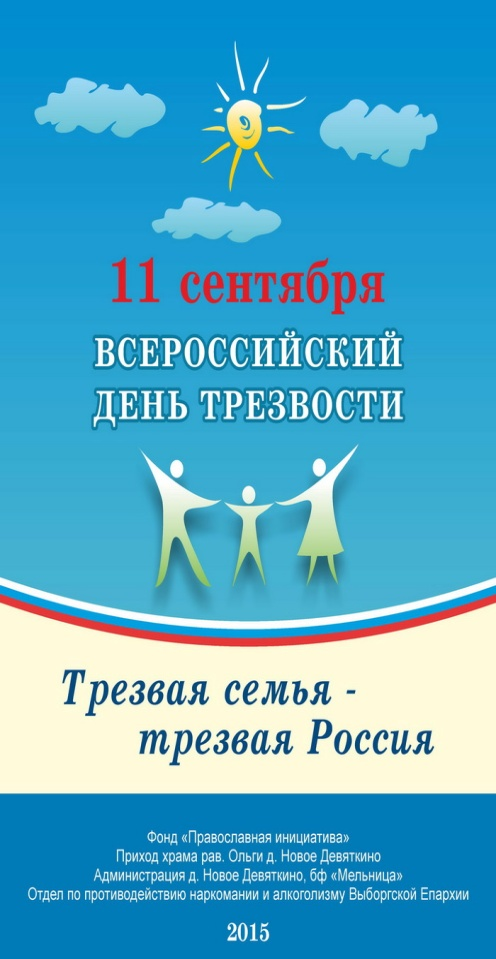 11 сентября
ВСЕРОССИЙСКИЙ
ДЕНЬ ТРЕЗВОСТИ
Трезвая семья -
трезвая Россия
Фонд «Православная инициатива»
Приход храма рав. Ольги д. Новое Девяткино
Администрация д. Новое Девяткино, бф «Мельница»
Отдел по противодействию наркомании и алкоголизму Выборгской Епархии
2015